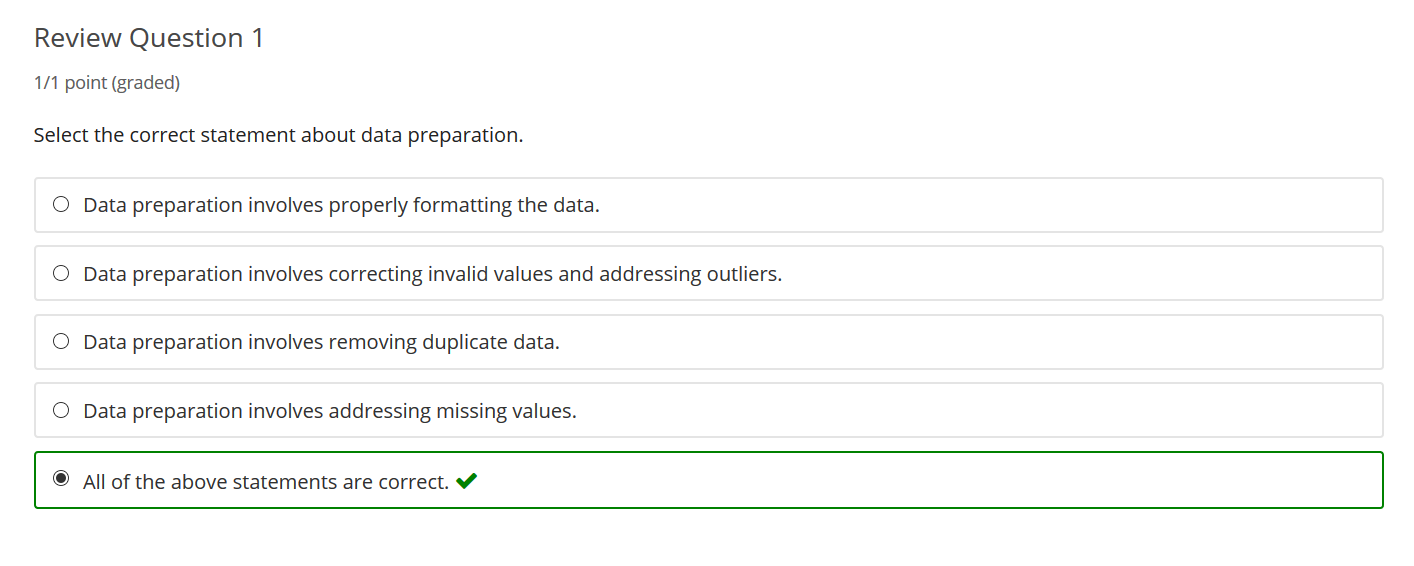 Review Question 1
1/1 point (graded)
Select the correct statement about data preparation.
Data preparation involves properly formatting the data.
Data preparation involves correcting invalid values and addressing outliers.
Data preparation involves removing duplicate data.
Data preparation involves addressing missing values.
All of the above statements are correct.